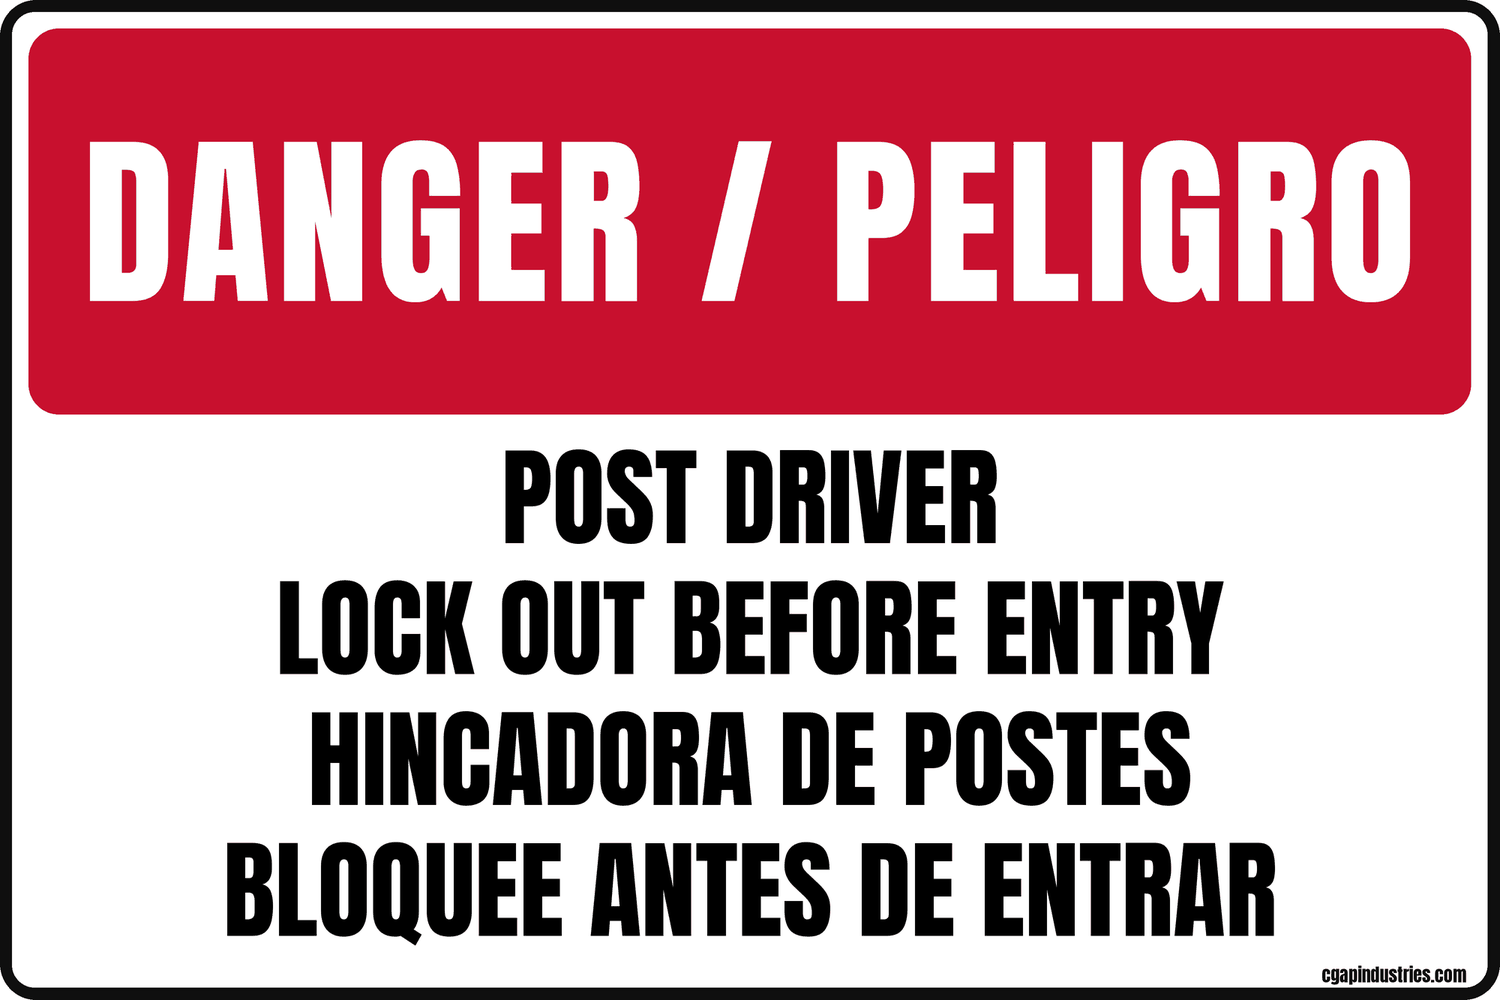 DANGER / PELIGRO
POST DRIVER
LOCK OUT BEFORE ENTRY
HINCADORA DE POSTES
BLOQUEE ANTES DE ENTRAR
cgapindustries.com